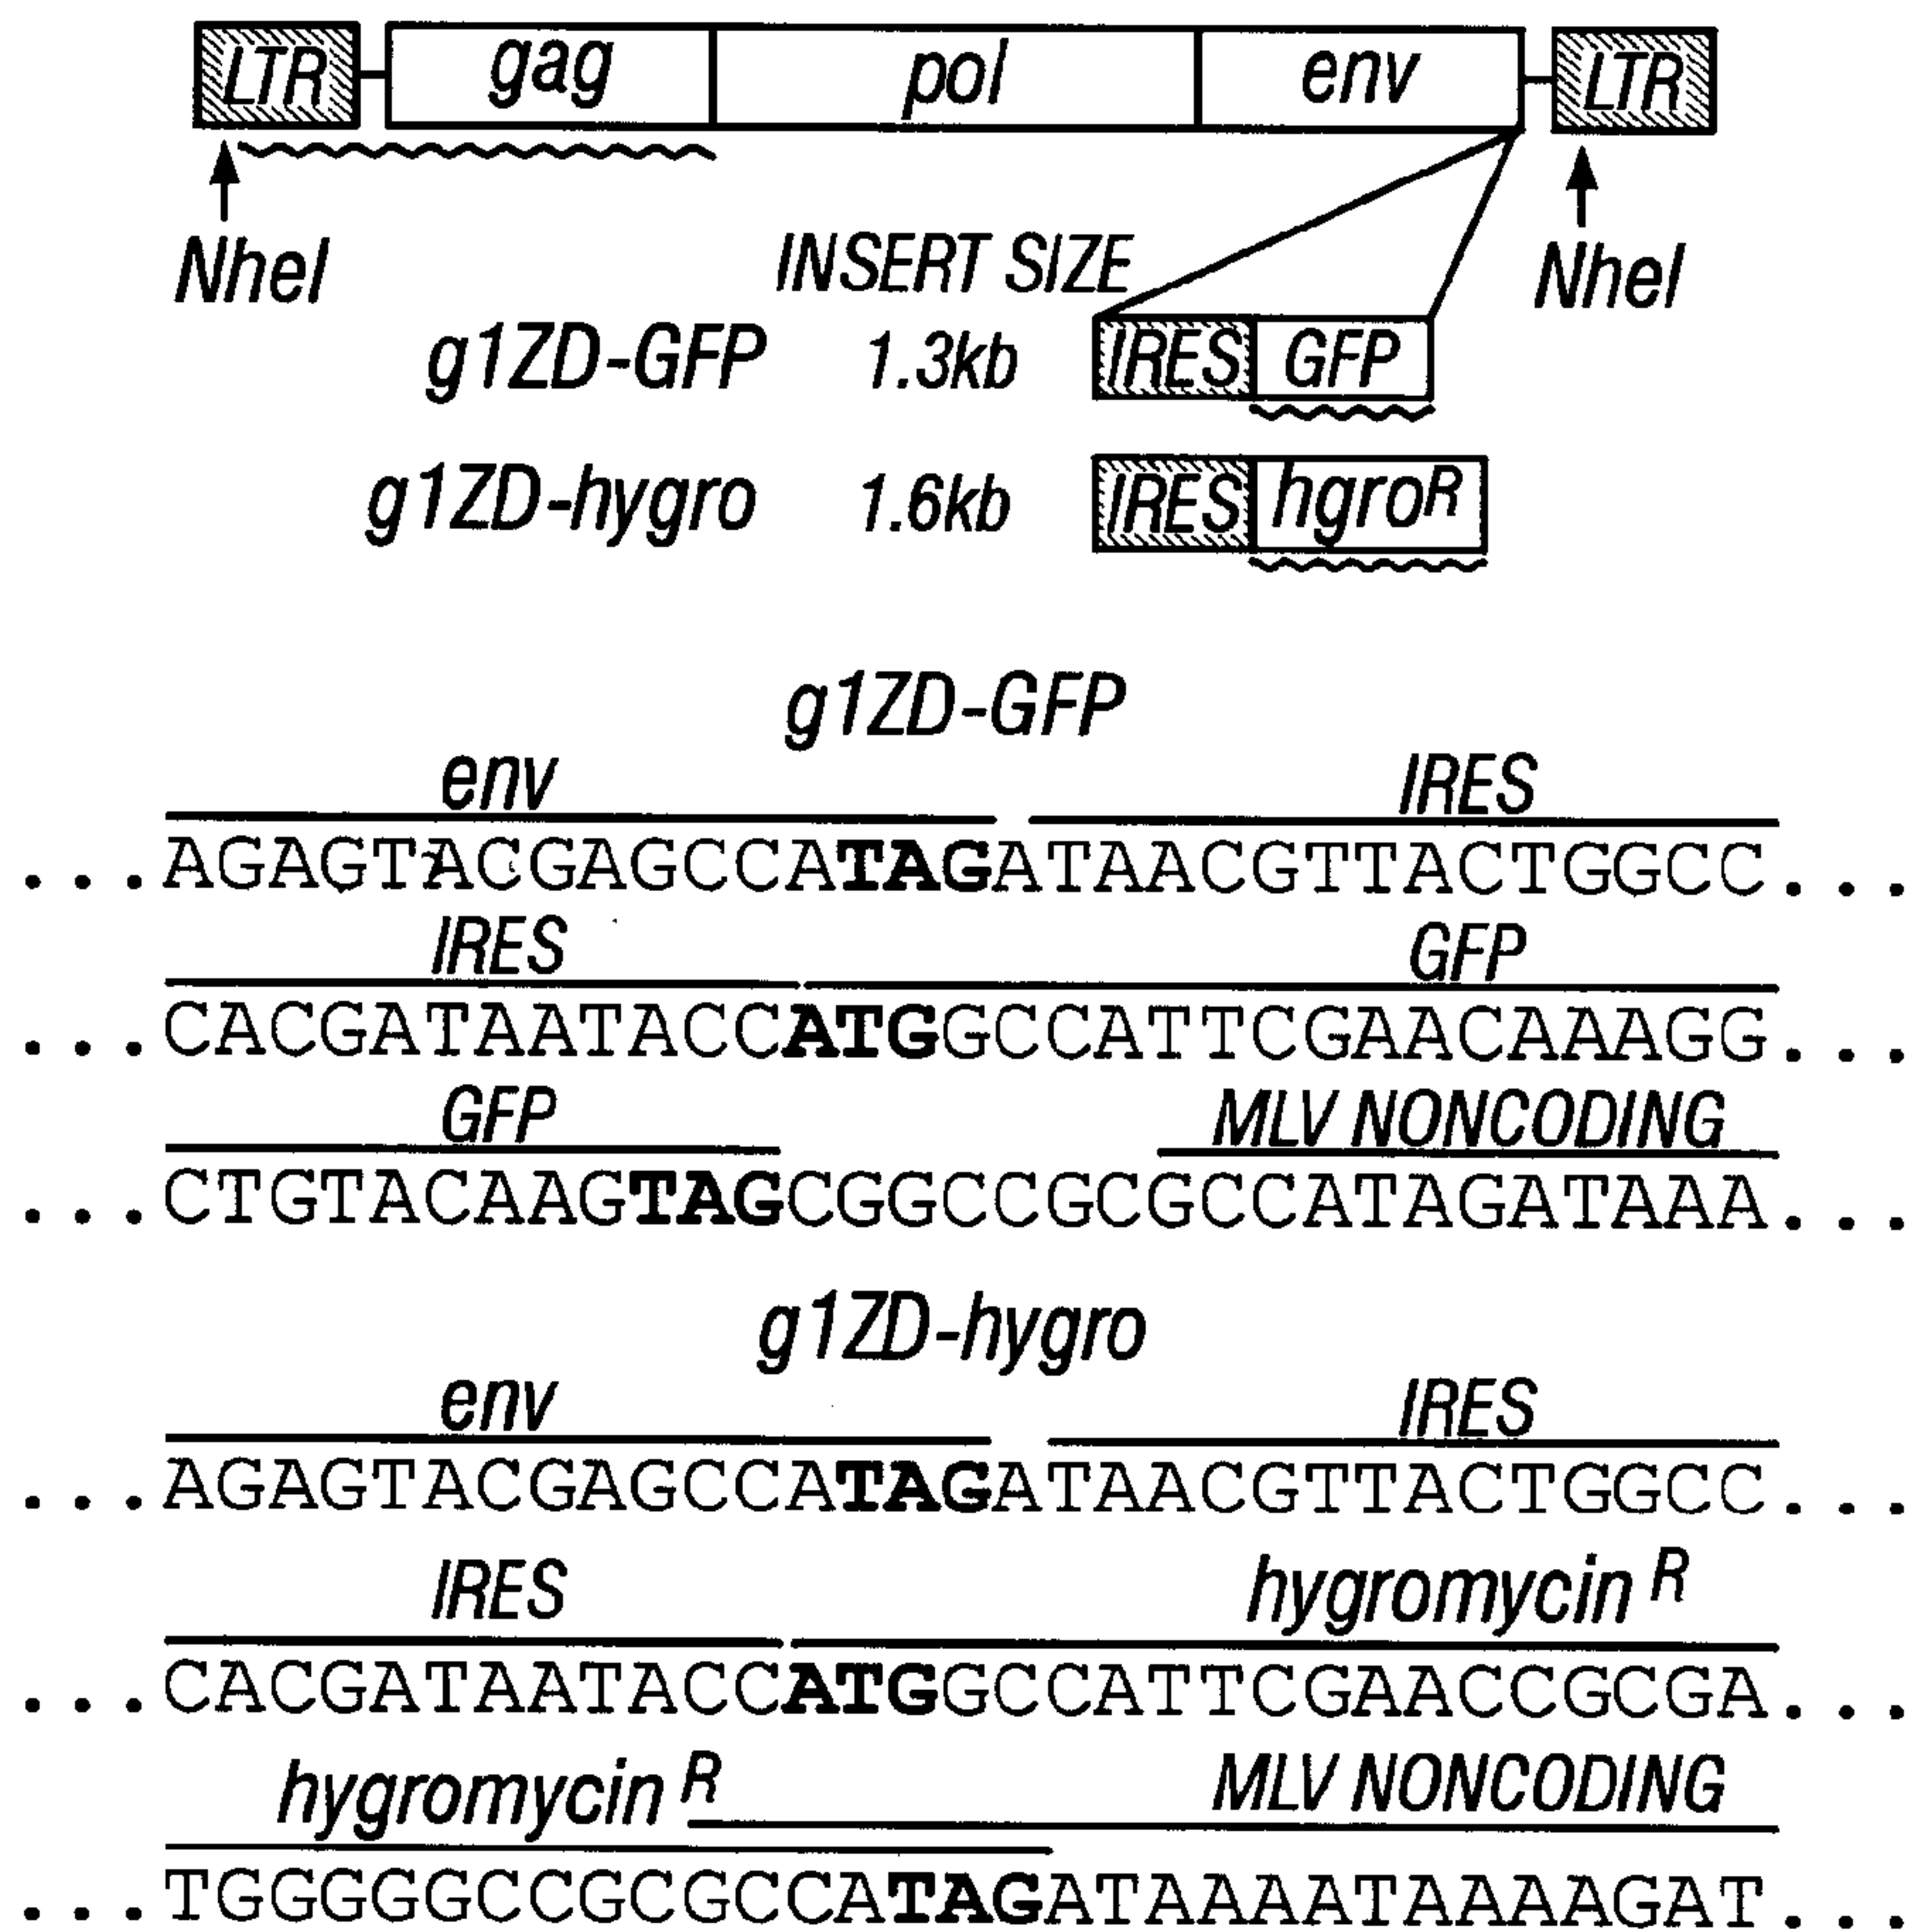 LTR gag pol env LTR
NheI INSERT SIZE NheI
g1ZD-GFP 1.3kb IRES GFP
g1ZD-hygro 1.6kb IRES hgroR
g1ZD-GFP
env IRES
...AGAGTACGAGCCATAGATAACGTTACTGGCC...
IRES GFP
...CACGATAATACCATGGCCATTCGAACAAAGG...
GFP MLV NONCODING
...CTGTACAAGTAGCGGCCGCGCCATAGATAAA...
g1ZD-hygro
env IRES
...AGAGTACGAGCCATAGATAACGTTACTGGCC...
IRES hygromycin R
...CACGATAATACCATGGCCATTCGAACCGCGA...
hygromycin R MLV NONCODING
...TGGGGGCCGCGCCATAGATAAAATAAAAGAT...